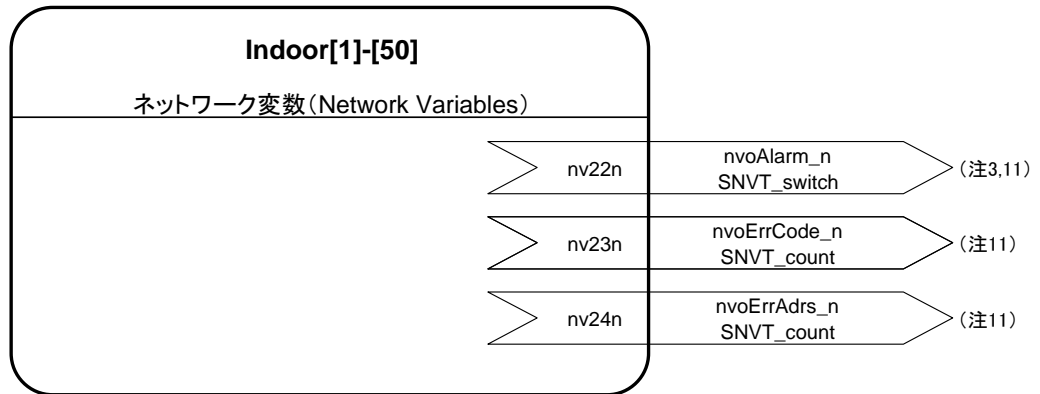 Indoor[1]-[50]
ネットワーク変数(Network Variables)
nv22n
nvoAlarm_n
SNVT_switch
(注3,11)
nv23n
nvoErrCode_n
SNVT_count
(注11)
nv24n
nvoErrAdrs_n
SNVT_count
(注11)